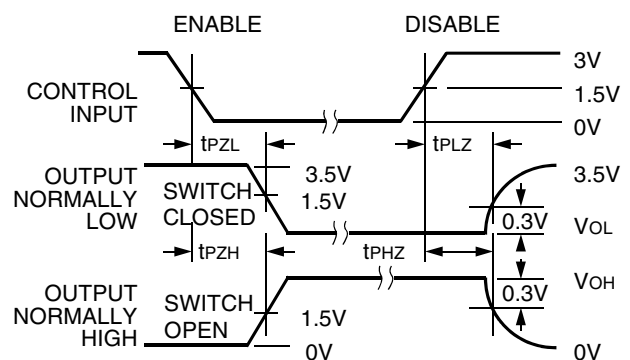 ENABLE
DISABLE
CONTROL
INPUT
3V
1.5V
0V
tPZL
tPLZ
OUTPUT
NORMALLY
LOW
SWITCH
CLOSED
3.5V
1.5V
3.5V
0.3V
VOL
tPZH
tPHZ
OUTPUT
NORMALLY
HIGH
SWITCH
OPEN
1.5V
0V
0.3V
VOH
0V